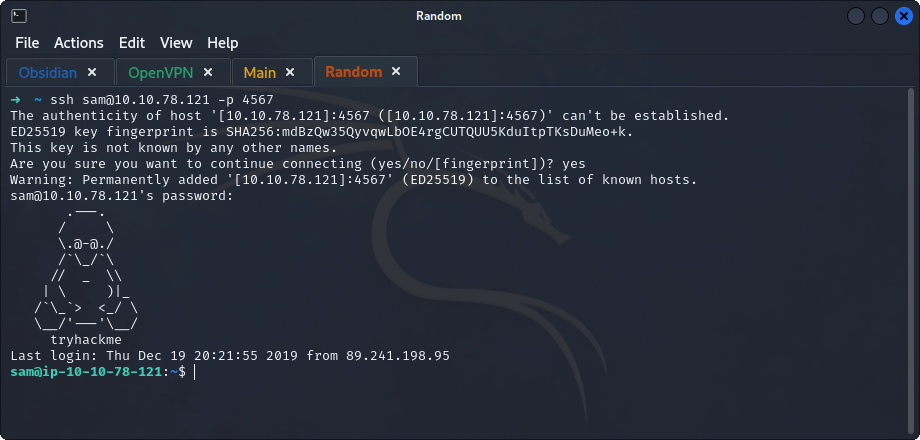 Random
File Actions Edit View Help
Obsidian × OpenVPN × Main × Random ×
→ ~ ssh sam@10.10.78.121 -p 4567
The authenticity of host '[10.10.78.121]:4567 ([10.10.78.121]:4567)' can't be established.
ED25519 key fingerprint is SHA256:mdBzQw35QyvqwLbOE4rgCUTQUU5KduItpTKsDuMeo+k.
This key is not known by any other names.
Are you sure you want to continue connecting (yes/no/[fingerprint])? yes
Warning: Permanently added '[10.10.78.121]:4567' (ED25519) to the list of known hosts.
sam@10.10.78.121's password:
       .---.
      /     \
      \.@-@./
      /`\_/`\
     //  _  \\
    | \     )|_
   /`\_`>  <_/ \
   \__/'---'\__/
     tryhackme
Last login: Thu Dec 19 20:21:55 2019 from 89.241.198.95
sam@ip-10-10-78-121:~$